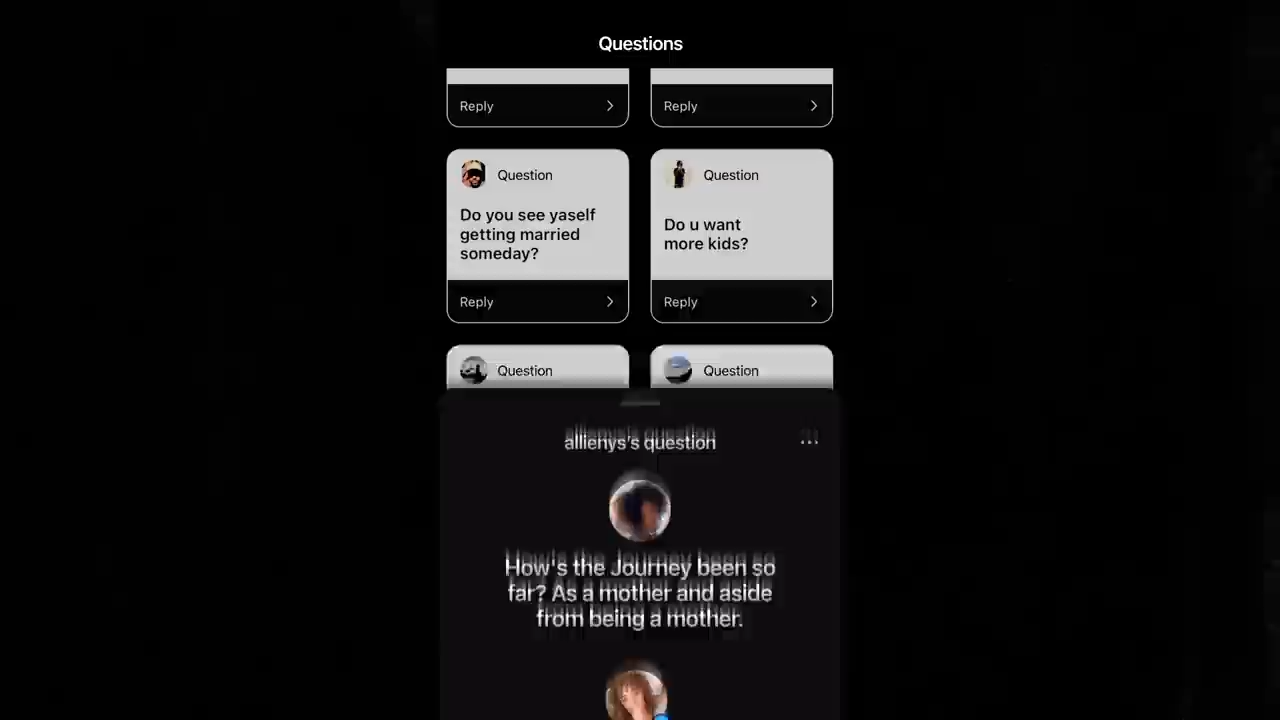 Questions
Reply
Reply
Question
Do you see yaself
getting married
someday?
Reply
Question
Do u want
more kids?
Reply
Question
Question
allienys's question
How's the Journey been so
far? As a mother and aside
from being a mother.